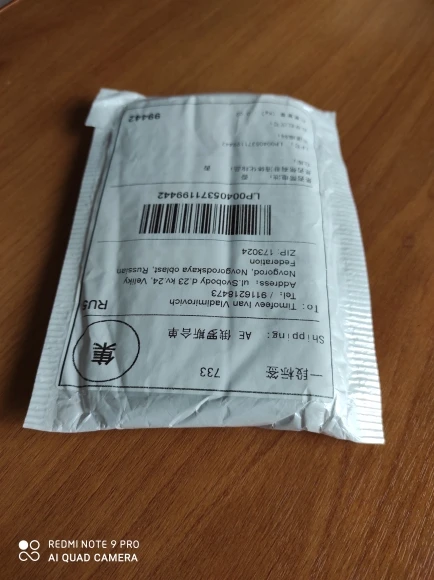 一段标签 733
Shipping: AE 俄罗斯合单
集
To: Timofeev Ivan Vladimirovich
RUS
Tel: / 9116218473
Address: ul.Svobody d.23 kv.24, Veliky
Novgorod, Novgorodskaya oblast, Russian
Federation
ZIP: 173024
LP00405371199442
99442
REDMI NOTE 9 PRO
AI QUAD CAMERA